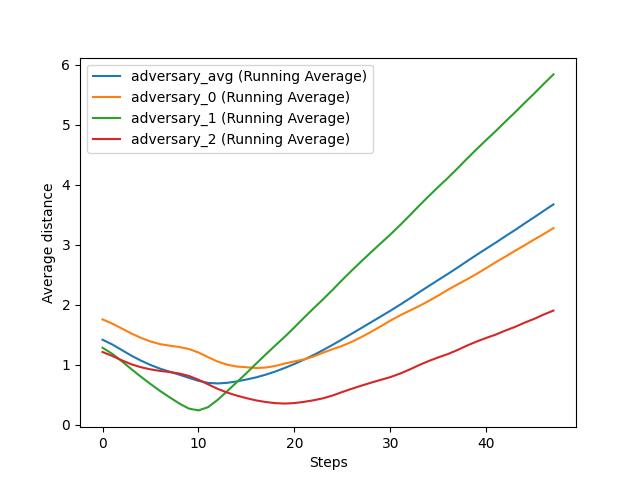 6
5
4
3
2
1
0
Average distance
adversary_avg (Running Average)
adversary_0 (Running Average)
adversary_1 (Running Average)
adversary_2 (Running Average)
0 10 20 30 40
Steps